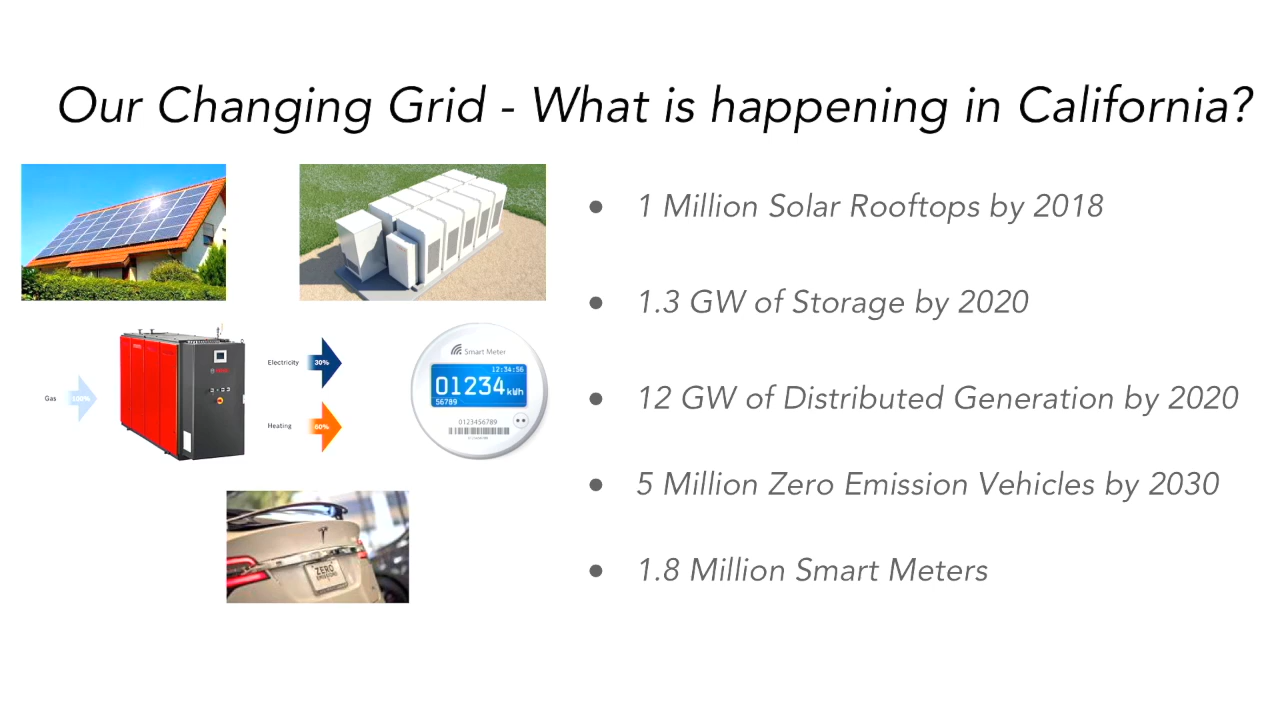 Our Changing Grid - What is happening in California?
● 1 Million Solar Rooftops by 2018
● 1.3 GW of Storage by 2020
● 12 GW of Distributed Generation by 2020
● 5 Million Zero Emission Vehicles by 2030
● 1.8 Million Smart Meters
Gas 100%
Electricity 30%
Heating 60%
Smart Meter
12:34:56
01234 kWh
56789
0123456789
ZERO
EMISSIONS